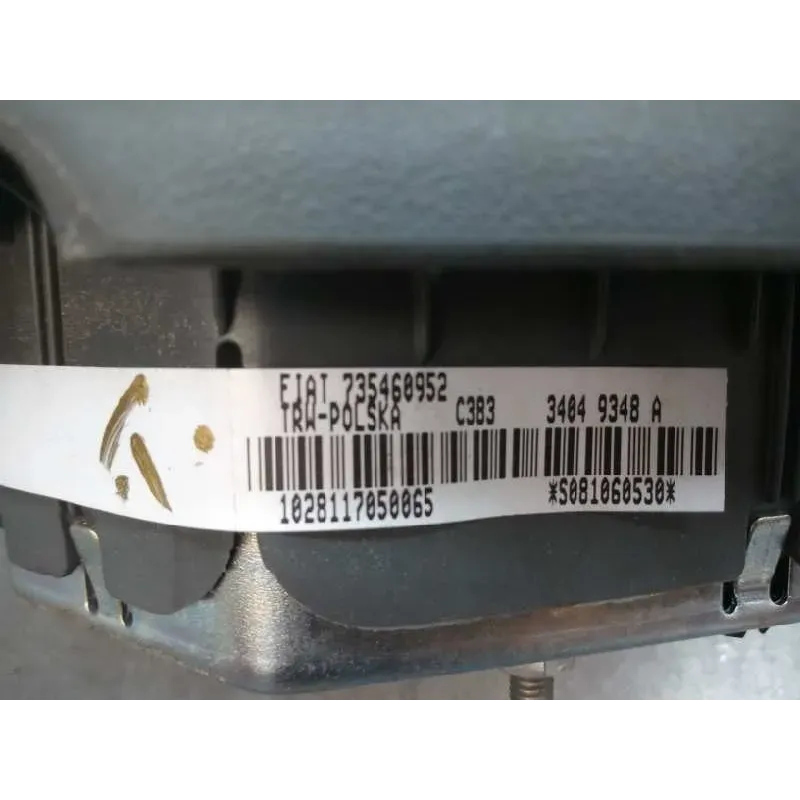 FIAT 735460952
TRW-POLSKA C383 3404 9348 A
1028117050065 *S081060530*